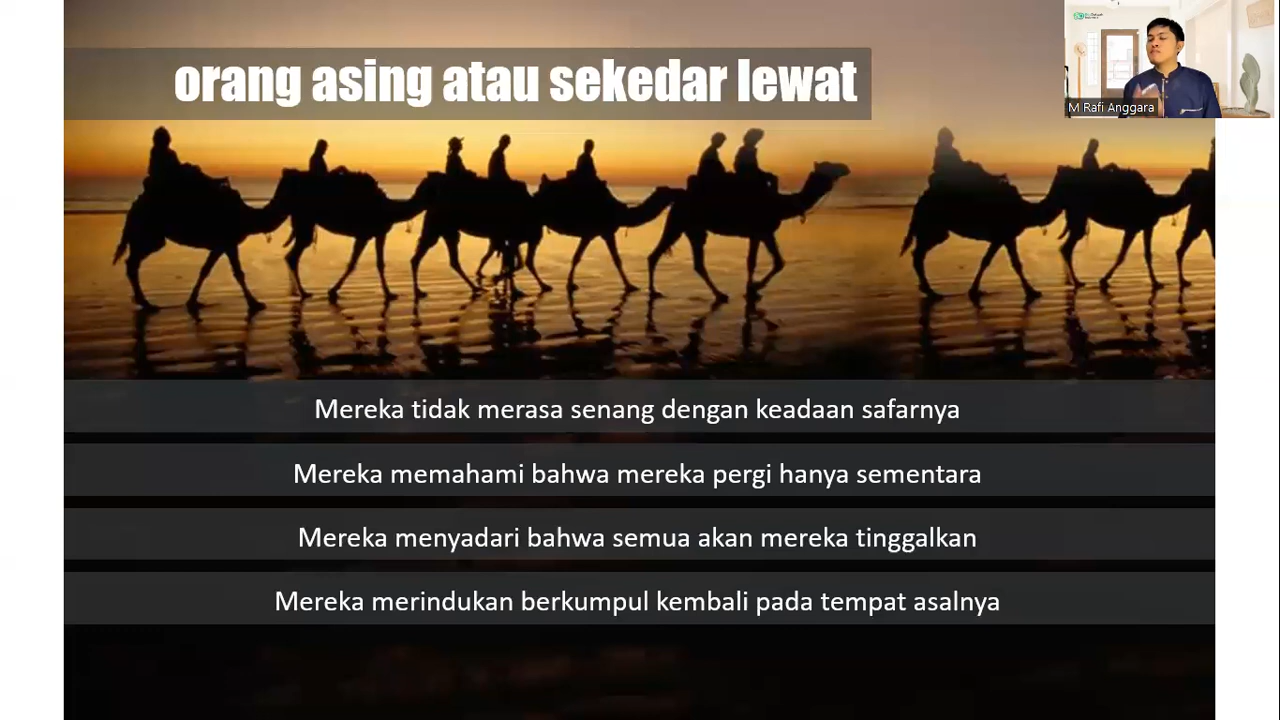 orang asing atau sekedar lewat
M Rafi Anggara
Mereka tidak merasa senang dengan keadaan safarnya
Mereka memahami bahwa mereka pergi hanya sementara
Mereka menyadari bahwa semua akan mereka tinggalkan
Mereka merindukan berkumpul kembali pada tempat asalnya